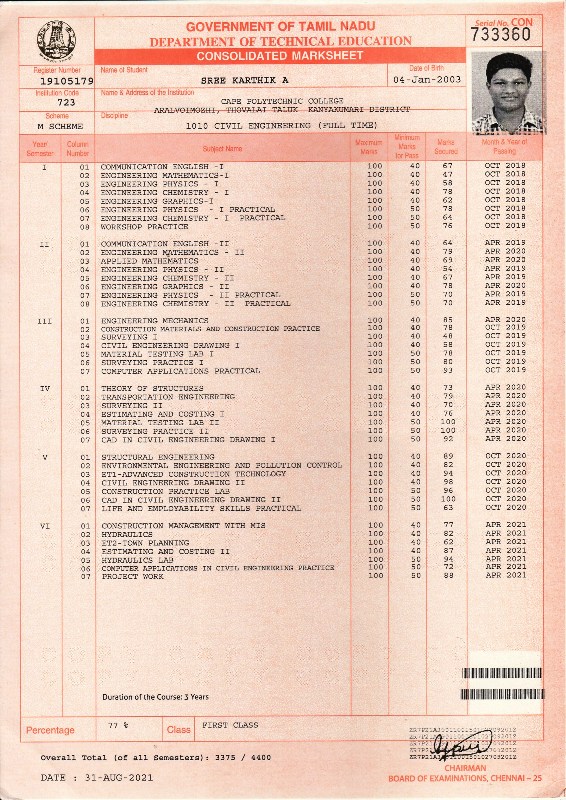 GOVERNMENT OF TAMIL NADU
DEPARTMENT OF TECHNICAL EDUCATION
CONSOLIDATED MARKSHEET
Serial No. CON
733360
Register Number
19105179
Name of Student
SREE KARTHIK A
Date of Birth
04-Jan-2003
Institution Code
723
Name & Address of the Institution
CAPE POLYTECHNIC COLLEGE
ARALVOIMOZHI, THOVALAI TALUK KANYAKUMARI DISTRICT
Scheme
M SCHEME
Discipline
1010 CIVIL ENGINEERING (FULL TIME)
Year/ Semester Column Number Subject Name Maximum Marks Minimum Marks for Pass Marks Secured Month & Year of Passing
I 01 COMMUNICATION ENGLISH -I 100 40 67 OCT 2018
02 ENGINEERING MATHEMATICS-I 100 40 47 OCT 2018
03 ENGINEERING PHYSICS - I 100 40 58 OCT 2018
04 ENGINEERING CHEMISTRY - I 100 40 78 OCT 2018
05 ENGINEERING GRAPHICS-I 100 40 62 OCT 2018
06 ENGINEERING PHYSICS - I PRACTICAL 100 50 78 OCT 2018
07 ENGINEERING CHEMISTRY - I PRACTICAL 100 50 64 OCT 2018
08 WORKSHOP PRACTICE 100 50 76 OCT 2018
II 01 COMMUNICATION ENGLISH -II 100 40 64 APR 2019
02 ENGINEERING MATHEMATICS - II 100 40 79 APR 2020
03 APPLIED MATHEMATICS 100 40 69 APR 2020
04 ENGINEERING PHYSICS - II 100 40 54 APR 2019
05 ENGINEERING CHEMISTRY - II 100 40 67 APR 2019
06 ENGINEERING GRAPHICS - II 100 40 78 APR 2020
07 ENGINEERING PHYSICS - II PRACTICAL 100 50 70 APR 2019
08 ENGINEERING CHEMISTRY - II PRACTICAL 100 50 70 APR 2019
III 01 ENGINEERING MECHANICS 100 40 85 APR 2020
02 CONSTRUCTION MATERIALS AND CONSTRUCTION PRACTICE 100 40 78 OCT 2019
03 SURVEYING I 100 40 48 OCT 2019
04 CIVIL ENGINEERING DRAWING I 100 40 58 OCT 2019
05 MATERIAL TESTING LAB I 100 50 78 OCT 2019
06 SURVEYING PRACTICE I 100 50 80 OCT 2019
07 COMPUTER APPLICATIONS PRACTICAL 100 50 93 OCT 2019
IV 01 THEORY OF STRUCTURES 100 40 73 APR 2020
02 TRANSPORTATION ENGINEERING 100 40 79 APR 2020
03 SURVEYING II 100 40 70 APR 2020
04 ESTIMATING AND COSTING I 100 40 76 APR 2020
05 MATERIAL TESTING LAB II 100 50 100 APR 2020
06 SURVEYING PRACTICE II 100 50 100 APR 2020
07 CAD IN CIVIL ENGINEERING DRAWING I 100 50 92 APR 2020
V 01 STRUCTURAL ENGINEERING 100 40 89 OCT 2020
02 ENVIRONMENTAL ENGINEERING AND POLLUTION CONTROL 100 40 82 OCT 2020
03 ET1-ADVANCED CONSTRUCTION TECHNOLOGY 100 40 94 OCT 2020
04 CIVIL ENGINEERING DRAWING II 100 40 98 OCT 2020
05 CONSTRUCTION PRACTICE LAB 100 50 96 OCT 2020
06 CAD IN CIVIL ENGINEERING DRAWING II 100 50 100 OCT 2020
07 LIFE AND EMPLOYABILITY SKILLS PRACTICAL 100 50 63 OCT 2020
VI 01 CONSTRUCTION MANAGEMENT WITH MIS 100 40 77 APR 2021
02 HYDRAULICS 100 40 82 APR 2021
03 ET2-TOWN PLANNING 100 40 62 APR 2021
04 ESTIMATING AND COSTING II 100 40 87 APR 2021
05 HYDRAULICS LAB 100 50 94 APR 2021
06 COMPUTER APPLICATIONS IN CIVIL ENGINEERING PRACTICE 100 50 72 APR 2021
07 PROJECT WORK 100 50 88 APR 2021
Duration of the Course: 3 Years
Percentage 77 % Class FIRST CLASS
Overall Total (of all Semesters): 3375 / 4400
DATE : 31-AUG-2021
CHAIRMAN
BOARD OF EXAMINATIONS, CHENNAI – 25